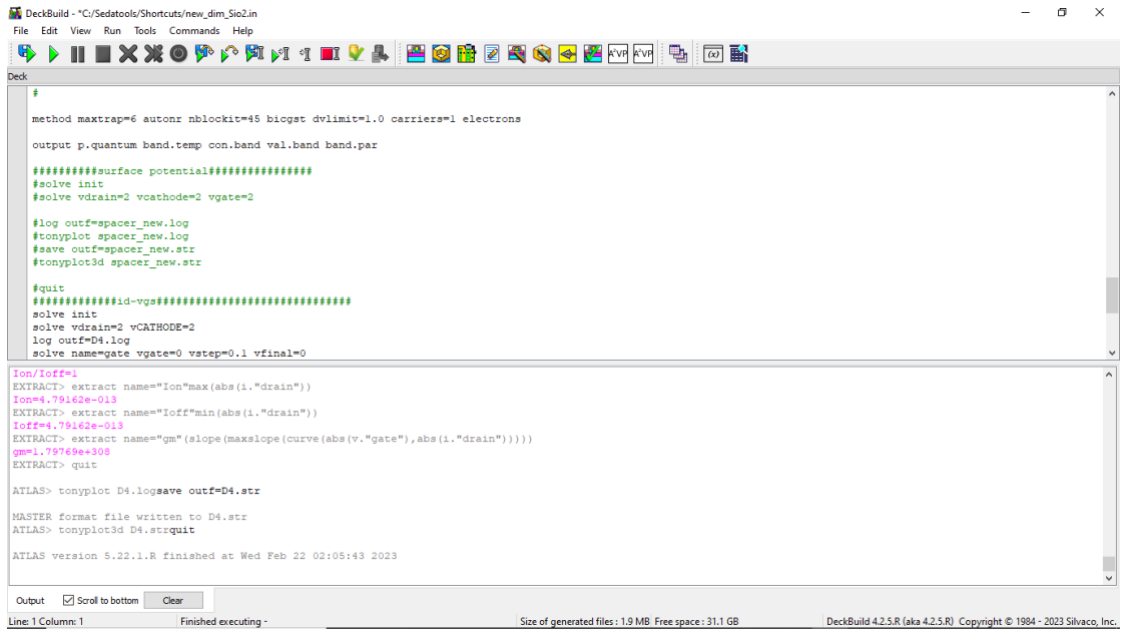 DeckBuild - *C:/Sedatools/Shortcuts/new_dim_Sio2.in
File Edit View Run Tools Commands Help
Deck
#
method maxtrap=6 autonr nblockit=45 bicgst dvlimit=1.0 carriers=1 electrons
output p.quantum band.temp con.band val.band band.par
##########surface potential################
#solve init
#solve vdrain=2 vcathode=2 vgate=2
#log outf=spacer_new.log
#tonyplot spacer_new.log
#save outf=spacer_new.str
#tonyplot3d spacer_new.str
#quit
#############id-vgs##############################
solve init
solve vdrain=2 vCATHODE=2
log outf=D4.log
solve name=gate vgate=0 vstep=0.1 vfinal=0
Ion/Ioff=1
EXTRACT> extract name="Ion"max(abs(i."drain"))
Ion=4.79162e-013
EXTRACT> extract name="Ioff"min(abs(i."drain"))
Ioff=4.79162e-013
EXTRACT> extract name="gm"(slope(maxslope(curve(abs(v."gate"),abs(i."drain")))))
gm=1.79769e+308
EXTRACT> quit
ATLAS> tonyplot D4.logsave outf=D4.str
MASTER format file written to D4.str
ATLAS> tonyplot3d D4.strquit
ATLAS version 5.22.1.R finished at Wed Feb 22 02:05:43 2023
Output Scroll to bottom Clear
Line: 1 Column: 1 Finished executing - Size of generated files : 1.9 MB Free space : 31.1 GB DeckBuild 4.2.5.R (aka 4.2.5.R) Copyright © 1984 - 2023 Silvaco, Inc.